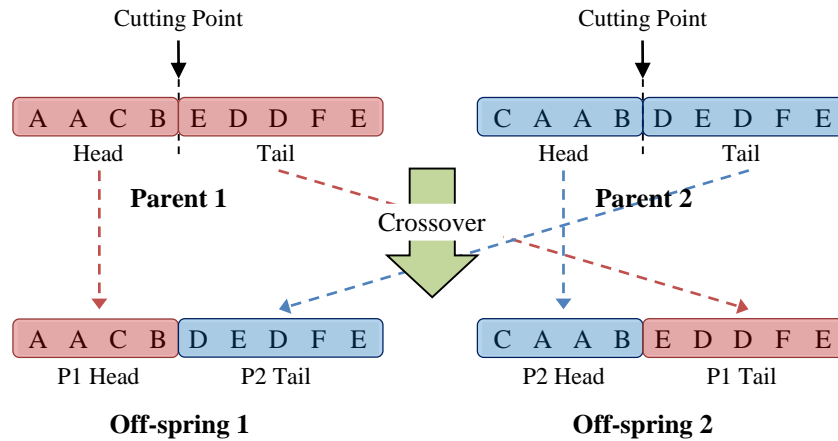 Cutting Point Cutting Point
A A C B E D D F E C A A B D E D F E
Head Tail Head Tail
Parent 1 Parent 2
Crossover
A A C B D E D F E C A A B E D D F E
P1 Head P2 Tail P2 Head P1 Tail
Off-spring 1 Off-spring 2